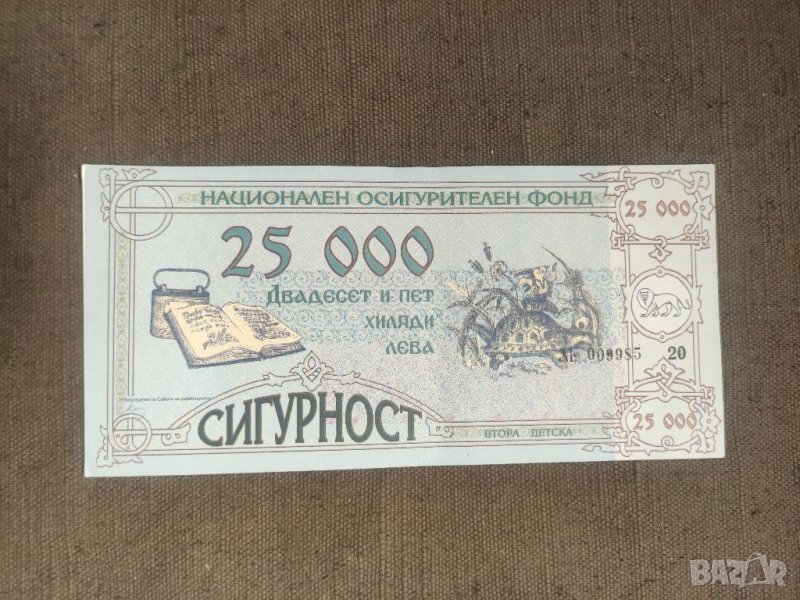 НАЦИОНАЛЕН ОСИГУРИТЕЛЕН ФОНД
25 000
25 000
ДВАДЕСЕТ И ПЕТ
ХИЛЯДИ
ЛЕВА
№ 009985 20
СИГУРНОСТ
ВТОРА ДЕТСКА
25 000
BAZAR